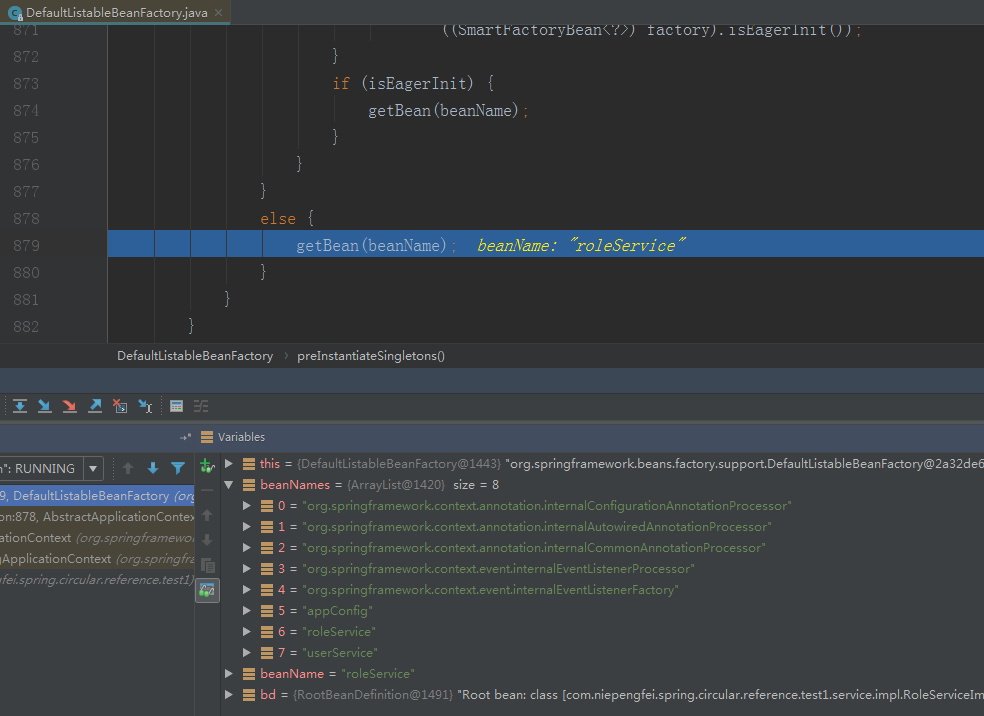 DefaultListableBeanFactory.java
871 ((SmartFactoryBean<?>) factory).isEagerInit());
872 }
873 if (isEagerInit) {
874 getBean(beanName);
875 }
876 }
877 }
878 else {
879 getBean(beanName); beanName: "roleService"
880 }
881 }
882 }
DefaultListableBeanFactory › preInstantiateSingletons()
Variables
n": RUNNING
this = {DefaultListableBeanFactory@1443} "org.springframework.beans.factory.support.DefaultListableBeanFactory@2a32de6
beanNames = {ArrayList@1420} size = 8
9, DefaultListableBeanFactory (org
0 = "org.springframework.context.annotation.internalConfigurationAnnotationProcessor"
on:878, AbstractApplicationContex
1 = "org.springframework.context.annotation.internalAutowiredAnnotationProcessor"
ationContext (org.springframewor
2 = "org.springframework.context.annotation.internalCommonAnnotationProcessor"
gApplicationContext (org.springfra
3 = "org.springframework.context.event.internalEventListenerProcessor"
fei.spring.circular.reference.test1)
4 = "org.springframework.context.event.internalEventListenerFactory"
5 = "appConfig"
6 = "roleService"
7 = "userService"
beanName = "roleService"
bd = {RootBeanDefinition@1491} "Root bean: class [com.niepengfei.spring.circular.reference.test1.service.impl.RoleServiceIm